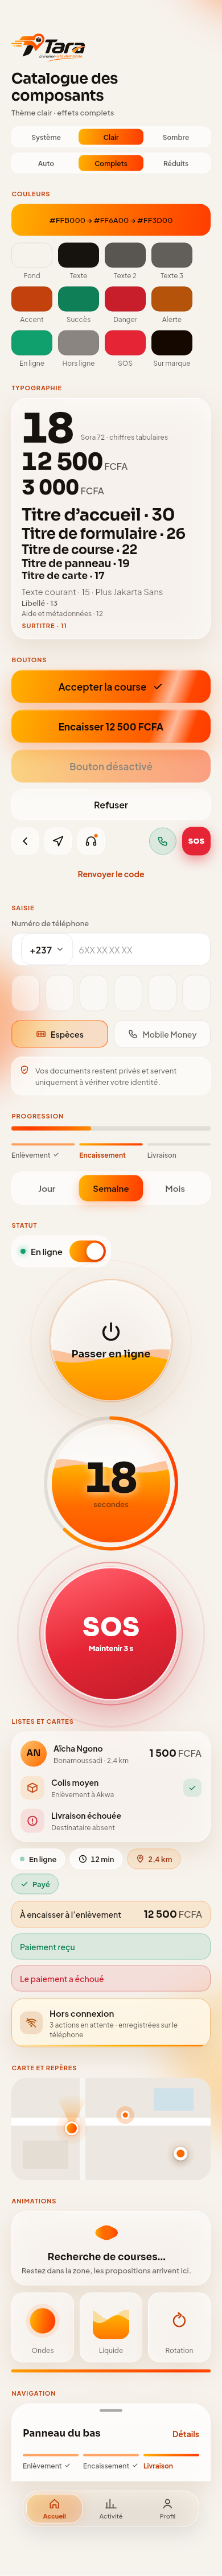 Tara
Livraison à la demande
Catalogue des
composants
Thème clair · effets complets
Système Clair Sombre
Auto Complets Réduits
COULEURS
#FFB000 → #FF6A00 → #FF3D00
Fond Texte Texte 2 Texte 3
Accent Succès Danger Alerte
En ligne Hors ligne SOS Sur marque
TYPOGRAPHIE
18 Sora 72 · chiffres tabulaires
12 500 FCFA
3 000 FCFA
Titre d’accueil · 30
Titre de formulaire · 26
Titre de course · 22
Titre de panneau · 19
Titre de carte · 17
Texte courant · 15 · Plus Jakarta Sans
Libellé · 13
Aide et métadonnées · 12
SURTITRE · 11
BOUTONS
Accepter la course
Encaisser 12 500 FCFA
Bouton désactivé
Refuser
SOS
Renvoyer le code
SAISIE
Numéro de téléphone
+237 6XX XX XX XX
Espèces Mobile Money
Vos documents restent privés et servent
uniquement à vérifier votre identité.
PROGRESSION
Enlèvement Encaissement Livraison
Jour Semaine Mois
STATUT
En ligne
Passer en ligne
18
secondes
SOS
Maintenir 3 s
LISTES ET CARTES
AN Aïcha Ngono 1 500 FCFA
Bonamoussadi · 2,4 km
Colis moyen
Enlèvement à Akwa
Livraison échouée
Destinataire absent
En ligne 12 min 2,4 km
Payé
À encaisser à l’enlèvement 12 500 FCFA
Paiement reçu
Le paiement a échoué
Hors connexion
3 actions en attente · enregistrées sur le
téléphone
CARTE ET REPÈRES
ANIMATIONS
Recherche de courses…
Restez dans la zone, les propositions arrivent ici.
Ondes Liquide Rotation
NAVIGATION
Panneau du bas Détails
Enlèvement Encaissement Livraison
Accueil Activité Profil